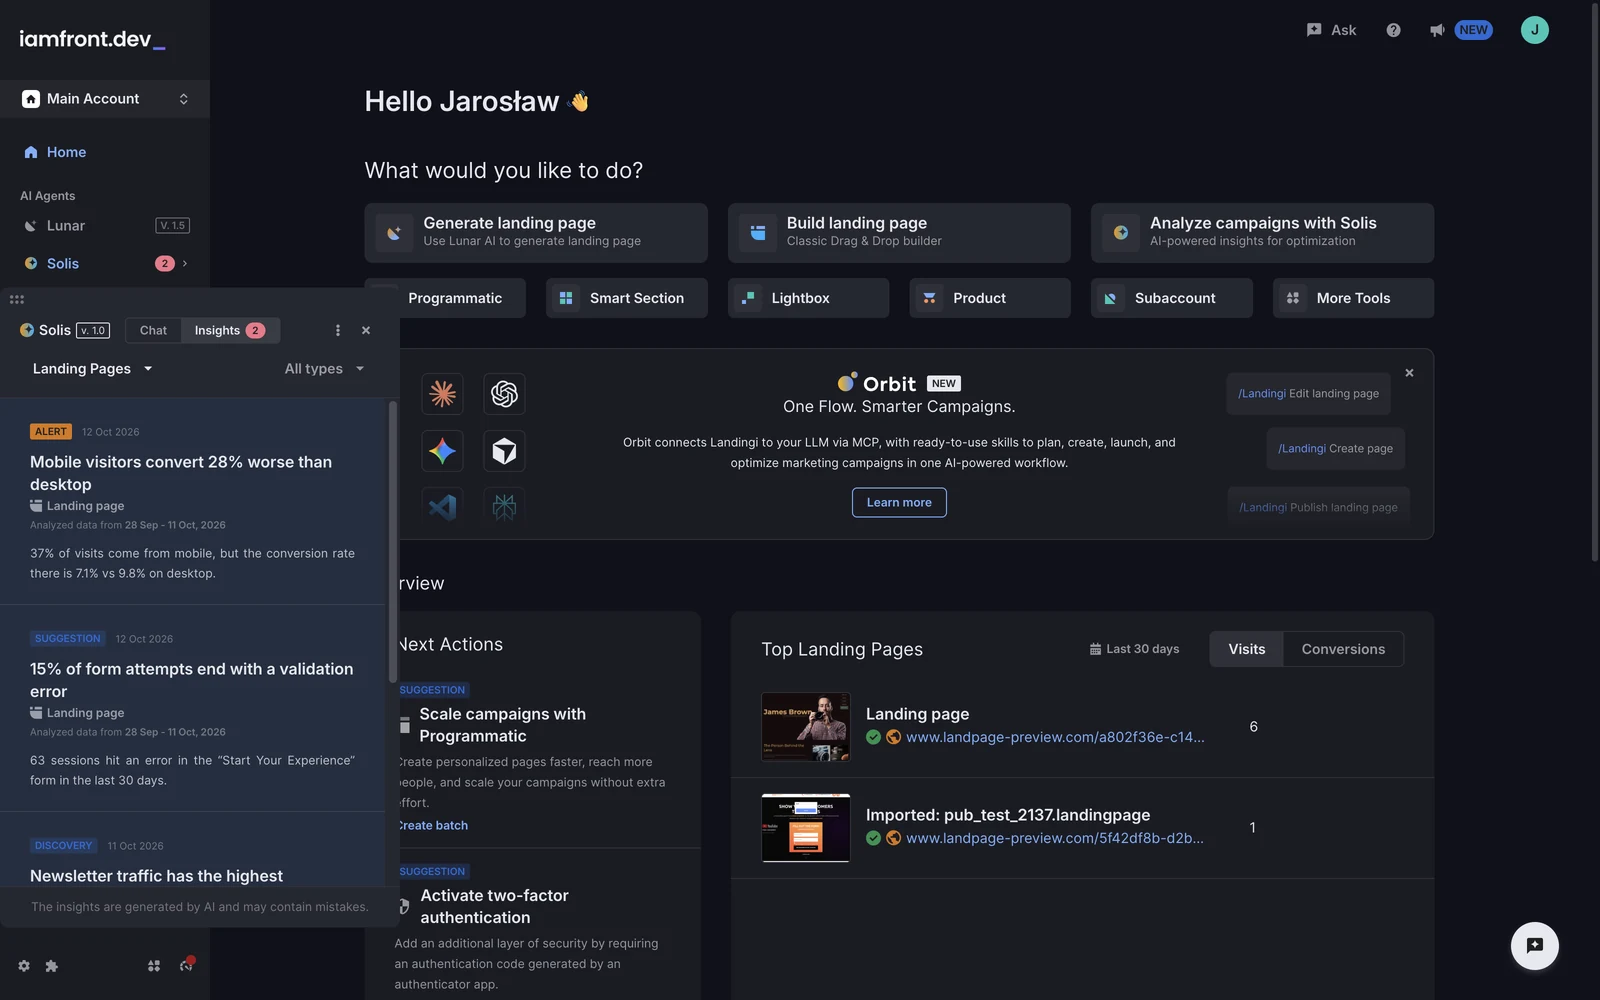 iamfront.dev_
Main Account
Home
AI Agents
Lunar
V. 1.5
Solis
2
Ask
NEW
J
Hello Jarosław 👋
What would you like to do?
Generate landing page
Use Lunar AI to generate landing page
Build landing page
Classic Drag & Drop builder
Analyze campaigns with Solis
AI-powered insights for optimization
Programmatic
Smart Section
Lightbox
Product
Subaccount
More Tools
Solis
v. 1.0
Chat
Insights
2
Landing Pages
All types
ALERT
12 Oct 2026
Mobile visitors convert 28% worse than
desktop
Landing page
Analyzed data from 28 Sep - 11 Oct, 2026
37% of visits come from mobile, but the conversion rate
there is 7.1% vs 9.8% on desktop.
SUGGESTION
12 Oct 2026
15% of form attempts end with a validation
error
Landing page
Analyzed data from 28 Sep - 11 Oct, 2026
63 sessions hit an error in the “Start Your Experience”
form in the last 30 days.
DISCOVERY
11 Oct 2026
Newsletter traffic has the highest
The insights are generated by AI and may contain mistakes.
Orbit
NEW
One Flow. Smarter Campaigns.
Orbit connects Landingi to your LLM via MCP, with ready-to-use skills to plan, create, launch, and
optimize marketing campaigns in one AI-powered workflow.
Learn more
/Landingi Edit landing page
/Landingi Create page
/Landingi Publish landing page
rview
Next Actions
SUGGESTION
Scale campaigns with
Programmatic
Create personalized pages faster, reach more
people, and scale your campaigns without extra
effort.
Create batch
SUGGESTION
Activate two-factor
authentication
Add an additional layer of security by requiring
an authentication code generated by an
authenticator app.
Top Landing Pages
Last 30 days
Visits
Conversions
James Brown
Landing page
www.landpage-preview.com/a802f36e-c14...
6
Imported: pub_test_2137.landingpage
www.landpage-preview.com/5f42df8b-d2b...
1